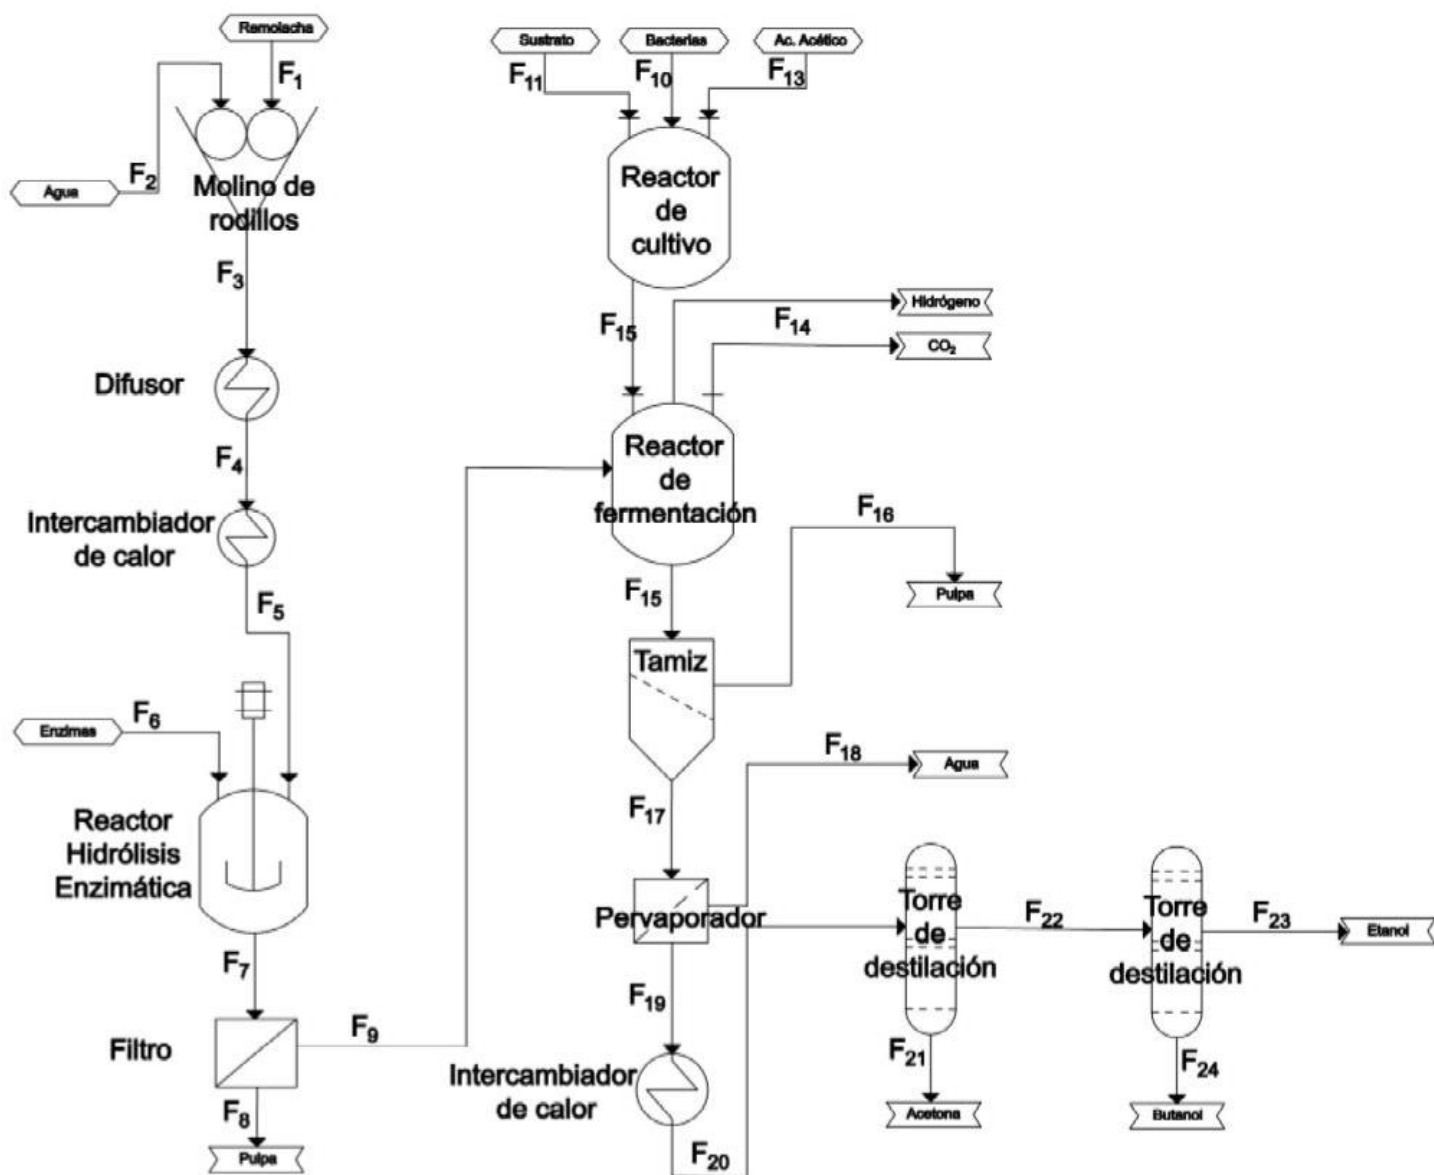 Remolacha
F1
F2
Agua
Molino de
rodillos
F3
Difusor
F4
Intercambiador
de calor
F5
Enzimas
F6
Reactor
Hidrólisis
Enzimática
F7
Filtro
F9
F8
Pulpa
Sustrato
Bacterias
Ac. Acético
F11
F10
F13
Reactor
de
cultivo
F15
Hidrógeno
F14
CO2
Reactor
de
fermentación
F16
Pulpa
F15
Tamiz
F18
Agua
F17
Pervaporador
Torre
de
destilación
F22
Torre
de
destilación
F23
Etanol
F19
Intercambiador
de calor
F20
F21
Acetona
F24
Butanol